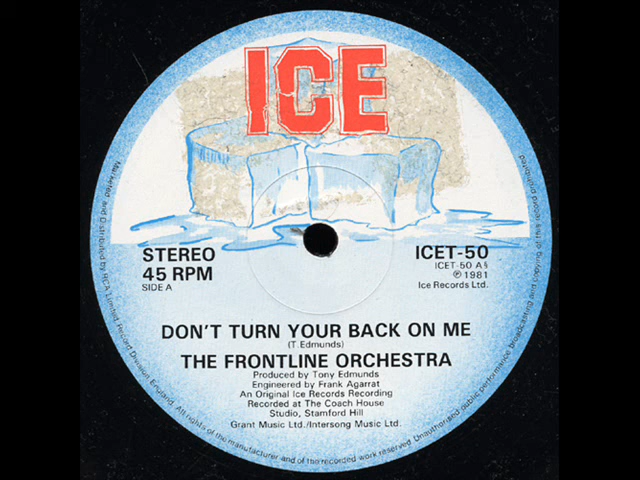 ICE
STEREO
45 RPM
SIDE A
ICET-50
ICET-50 A§
℗ 1981
Ice Records Ltd.
DON'T TURN YOUR BACK ON ME
(T. Edmunds)
THE FRONTLINE ORCHESTRA
Produced by Tony Edmunds
Engineered by Frank Agarrat
An Original Ice Records Recording
Recorded at The Coach House
Studio, Stamford Hill
Grant Music Ltd./Intersong Music Ltd.
Marketed and Distributed by RCA Limited, Record Division England. All rights of the manufacturer and of the recorded work reserved. Unauthorised public performance broadcasting and copying of this record prohibited